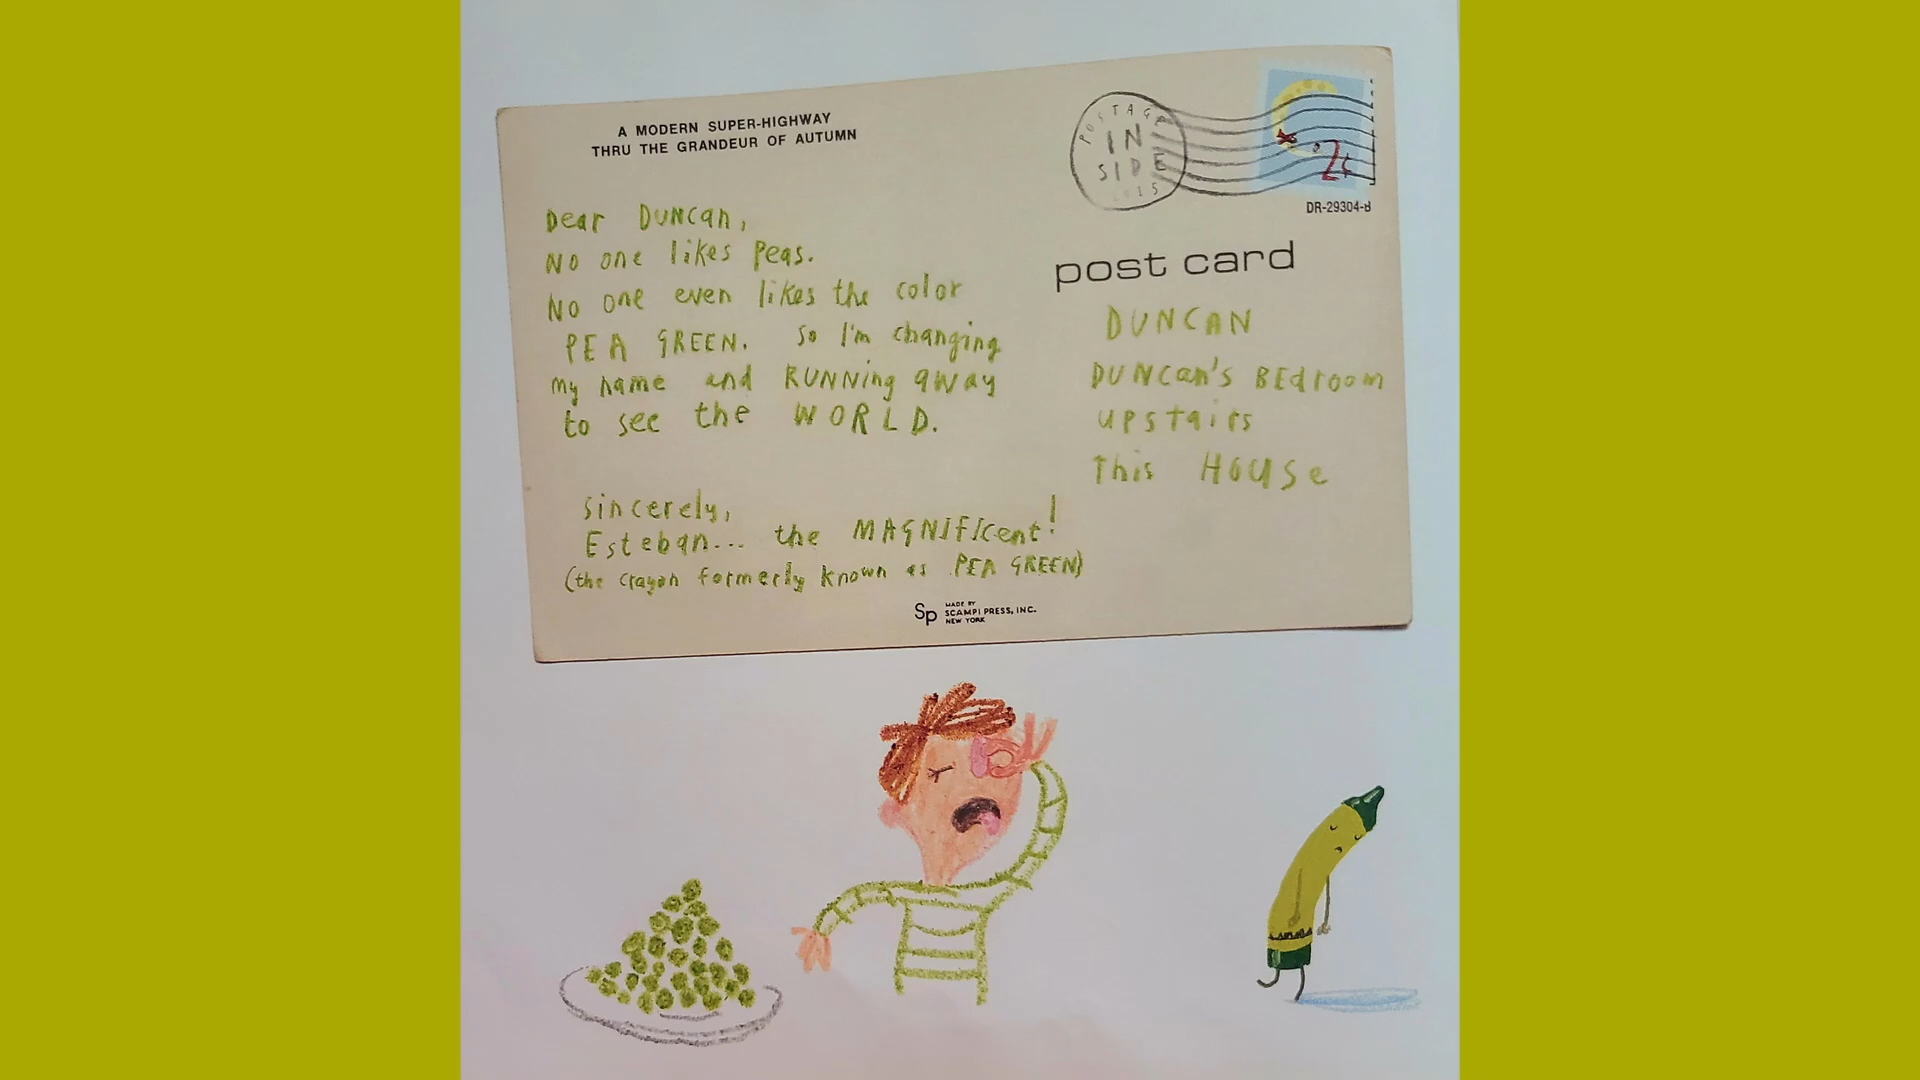 A MODERN SUPER-HIGHWAY
THRU THE GRANDEUR OF AUTUMN
POSTAGE
IN
SIDE
15
2¢
DR-29304-B
post card
Dear DUNCan,
No one likes Peas.
No one even likes the color
PEA GREEN. So I'm changing
my name and RUNNing away
to see the WORLD.
Sincerely,
Esteban... the MAGNIFICent!
(the crayon formerly known as PEA GREEN)
DUNCAN
DUNCan's BEdroom
upstairs
This House
Sp
MADE BY
SCAMPI PRESS, INC.
NEW YORK